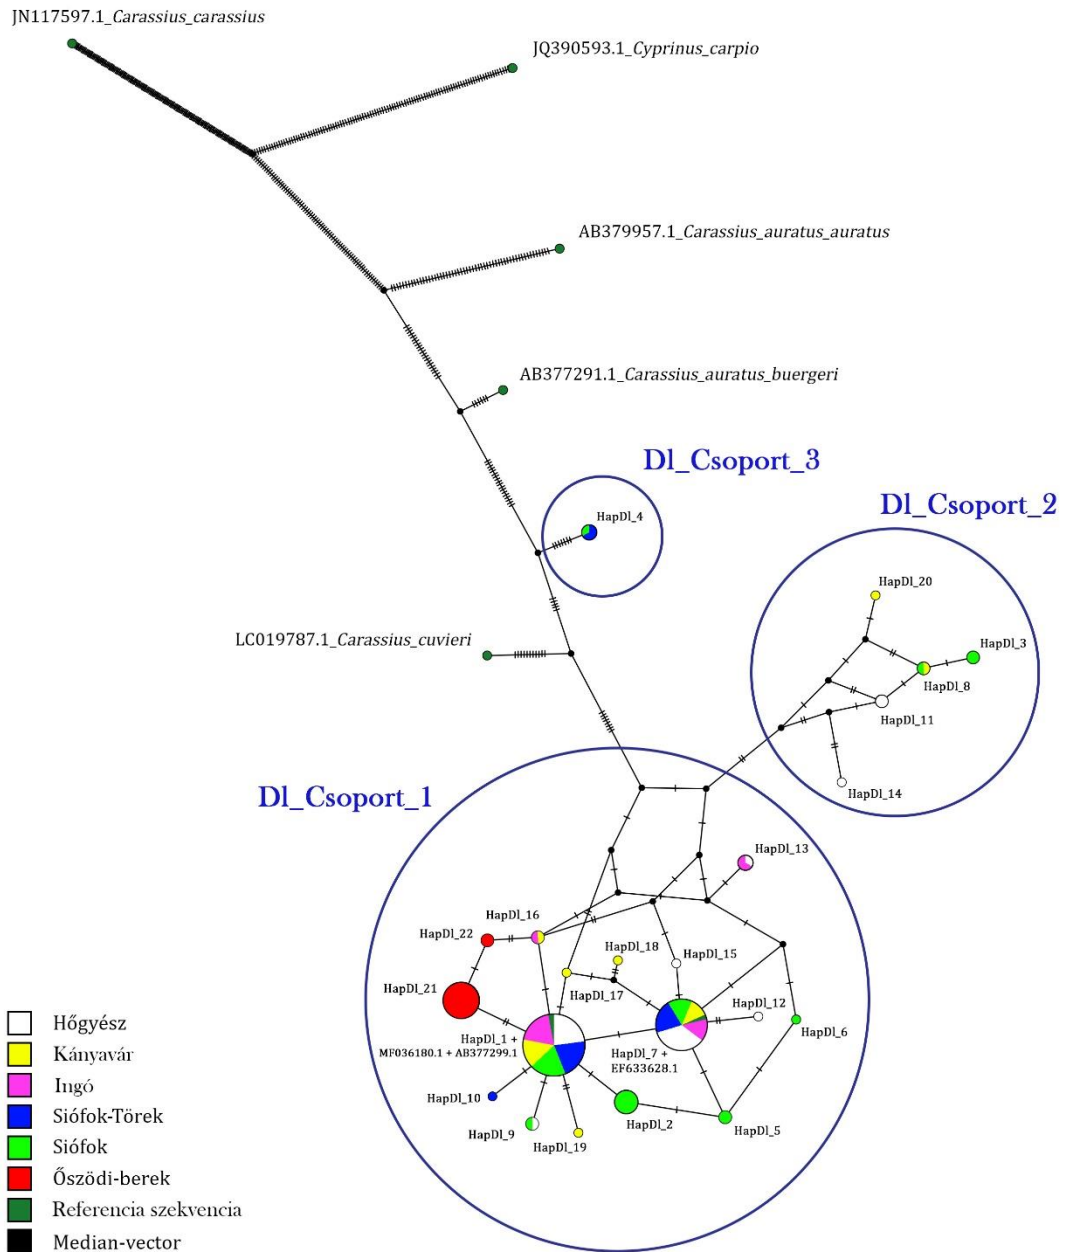 JN117597.1_Carassius_carassius
JQ390593.1_Cyprinus_carpio
AB379957.1_Carassius_auratus_auratus
AB377291.1_Carassius_auratus_buergeri
Dl_Csoport_3
HapDl_4
Dl_Csoport_2
HapDl_20
HapDl_3
HapDl_8
HapDl_11
HapDl_14
LC019787.1_Carassius_cuvieri
Dl_Csoport_1
HapDl_13
HapDl_16
HapDl_22
HapDl_18
HapDl_15
HapDl_21
HapDl_17
HapDl_12
HapDl_6
HapDl_1 +
MF036180.1 + AB377299.1
HapDl_7 +
EF633628.1
HapDl_10
HapDl_2
HapDl_5
HapDl_9
HapDl_19
Hőgyész
Kányavár
Ingó
Siófok-Törek
Siófok
Őszödi-berek
Referencia szekvencia
Median-vector